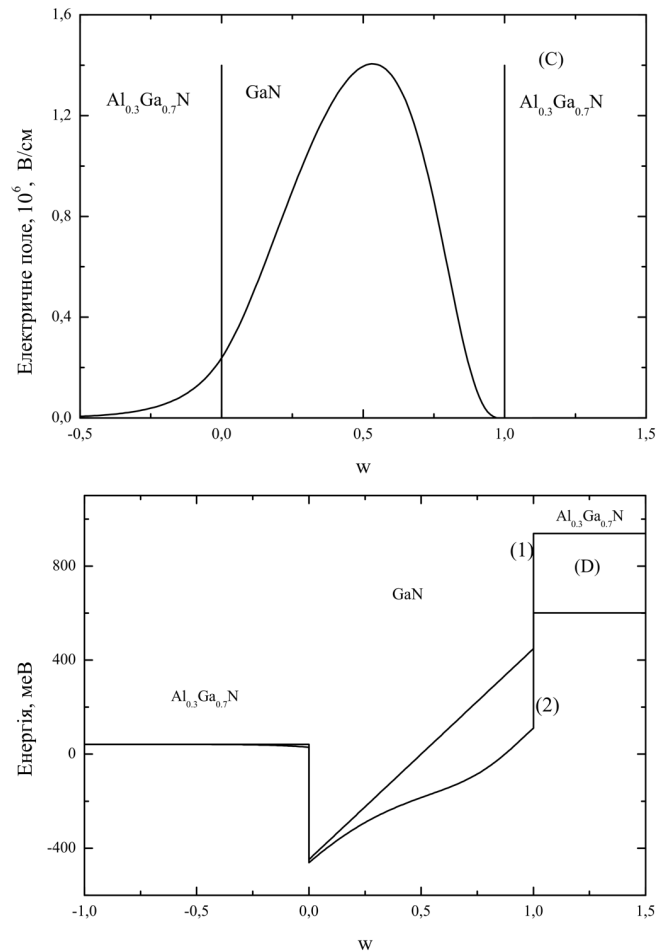 1,6
(C)
Al0.3Ga0.7N
GaN
Al0.3Ga0.7N
1,2
0,8
0,4
0,0
Електричне поле, 10^6, В/см
-0,5
0,0
0,5
1,0
1,5
w
Al0.3Ga0.7N
(1)
(D)
800
GaN
400
Al0.3Ga0.7N
(2)
0
-400
Енергія, меВ
-1,0
-0,5
0,0
0,5
1,0
1,5
w